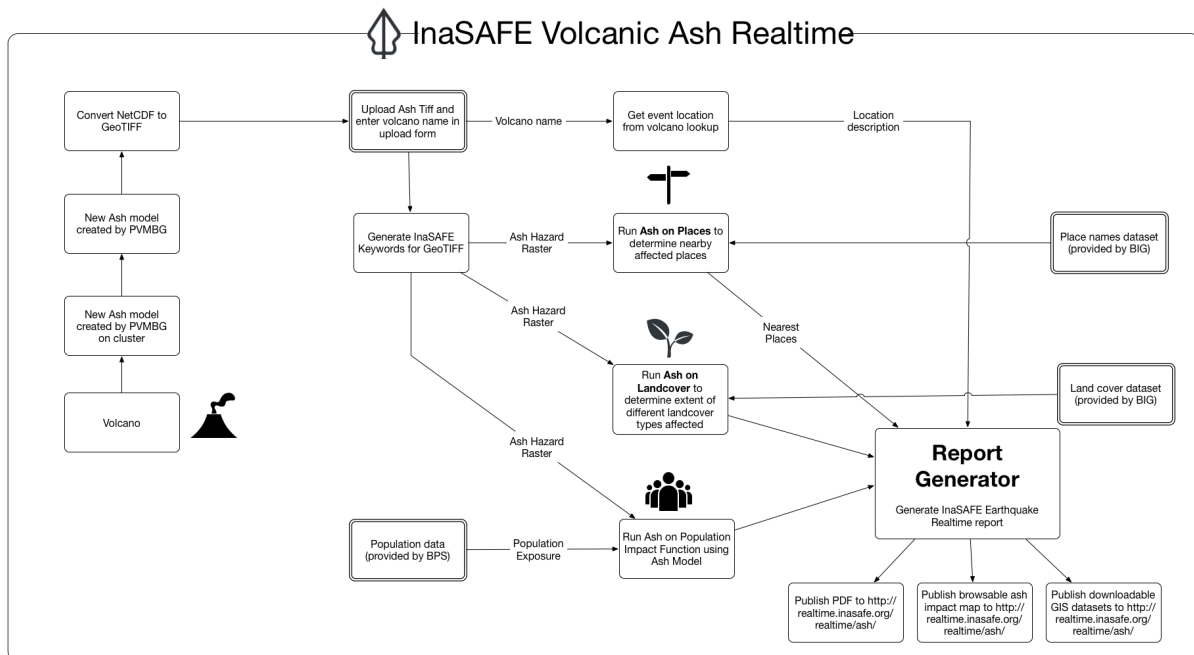 InaSAFE Volcanic Ash Realtime
Convert NetCDF to
GeoTIFF
Upload Ash Tiff and
enter volcano name in
upload form
Volcano name
Get event location
from volcano lookup
Location
description
New Ash model
created by PVMBG
Generate InaSAFE
Keywords for GeoTIFF
Ash Hazard
Raster
Run Ash on Places to
determine nearby
affected places
Place names dataset
(provided by BIG)
New Ash model
created by PVMBG
on cluster
Ash Hazard
Raster
Nearest
Places
Run Ash on
Landcover to
determine extent of
different landcover
types affected
Land cover dataset
(provided by BIG)
Volcano
Ash Hazard
Raster
Report
Generator
Generate InaSAFE Earthquake
Realtime report
Population data
(provided by BPS)
Population
Exposure
Run Ash on Population
Impact Function using
Ash Model
Publish PDF to http://
realtime.inasafe.org/
realtime/ash/
Publish browsable ash
impact map to http://
realtime.inasafe.org/
realtime/ash/
Publish downloadable
GIS datasets to http://
realtime.inasafe.org/
realtime/ash/